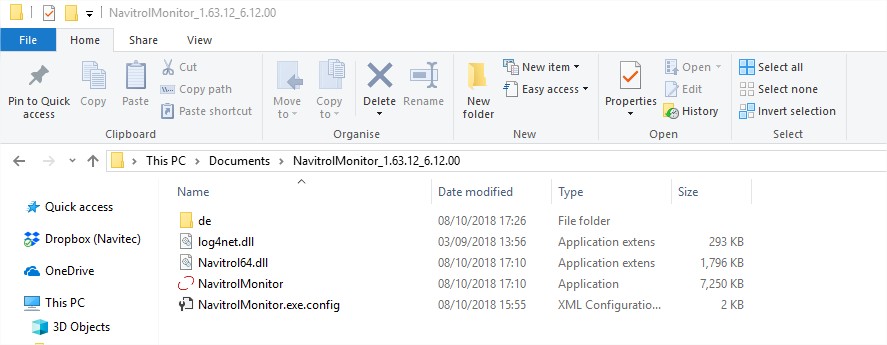 NavitrolMonitor_1.63.12_6.12.00
File Home Share View
Pin to Quick access
Copy
Paste
Cut
Copy path
Paste shortcut
Clipboard
Move to
Copy to
Delete
Rename
Organise
New folder
New item
Easy access
New
Properties
Open
Edit
History
Open
Select all
Select none
Invert selection
Select
This PC > Documents > NavitrolMonitor_1.63.12_6.12.00
Quick access
Dropbox (Navitec)
OneDrive
This PC
3D Objects
Name Date modified Type Size
de 08/10/2018 17:26 File folder
log4net.dll 03/09/2018 13:56 Application extens 293 KB
Navitrol64.dll 08/10/2018 17:10 Application extens 1,796 KB
NavitrolMonitor 08/10/2018 17:10 Application 7,250 KB
NavitrolMonitor.exe.config 08/10/2018 15:55 XML Configuratio... 2 KB